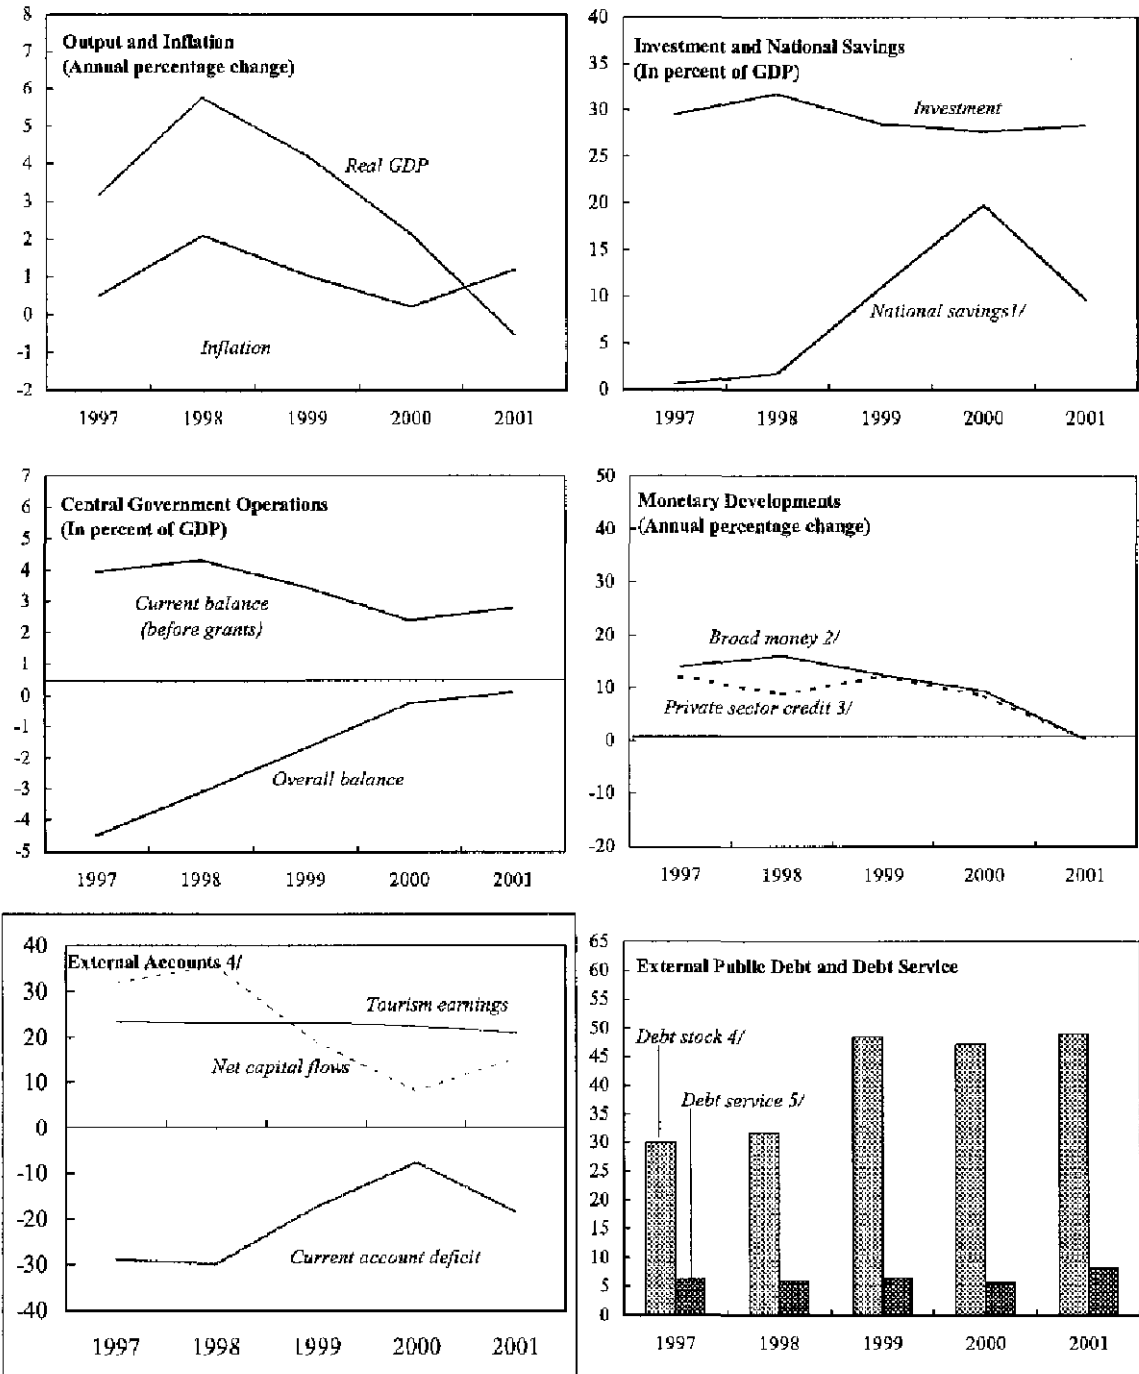 Output and Inflation
(Annual percentage change)
8
7
6
5
4
3
2
1
0
-1
-2
Real GDP
Inflation
1997 1998 1999 2000 2001
Investment and National Savings
(In percent of GDP)
40
35
30
25
20
15
10
5
0
Investment
National savings1/
1997 1998 1999 2000 2001
Central Government Operations
(In percent of GDP)
7
6
5
4
3
2
1
0
-1
-2
-3
-4
-5
Current balance
(before grants)
Overall balance
1997 1998 1999 2000 2001
Monetary Developments
(Annual percentage change)
50
40
30
20
10
0
-10
-20
Broad money 2/
Private sector credit 3/
1997 1998 1999 2000 2001
External Accounts 4/
40
30
20
10
0
-10
-20
-30
-40
Tourism earnings
Net capital flows
Current account deficit
1997 1998 1999 2000 2001
External Public Debt and Debt Service
65
60
55
50
45
40
35
30
25
20
15
10
5
0
Debt stock 4/
Debt service 5/
1997 1998 1999 2000 2001